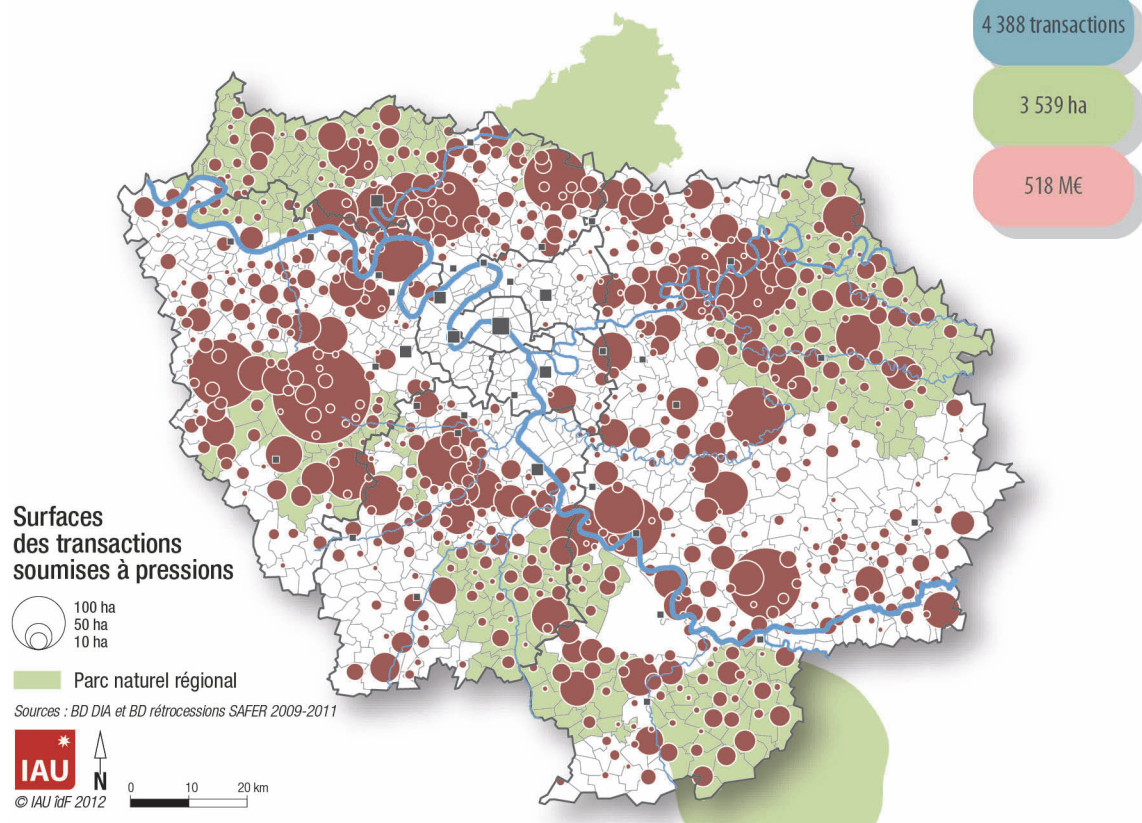 4 388 transactions
3 539 ha
518 M€
Surfaces
des transactions
soumises à pressions
100 ha
50 ha
10 ha
Parc naturel régional
Sources : BD DIA et BD rétrocessions SAFER 2009-2011
IAU
N
© IAU îdF 2012
0 10 20 km